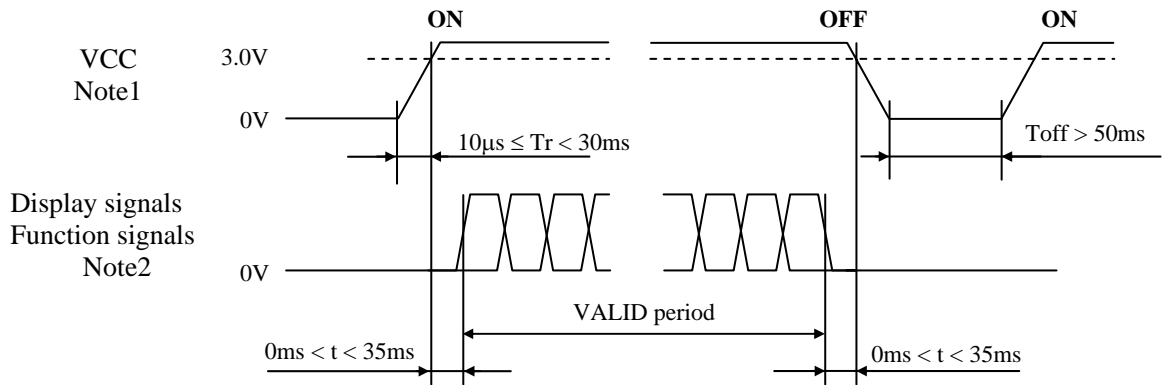 ON OFF ON
VCC
Note1
3.0V
0V
10μs ≤ Tr < 30ms
Toff > 50ms
Display signals
Function signals
Note2
0V
VALID period
0ms < t < 35ms
0ms < t < 35ms